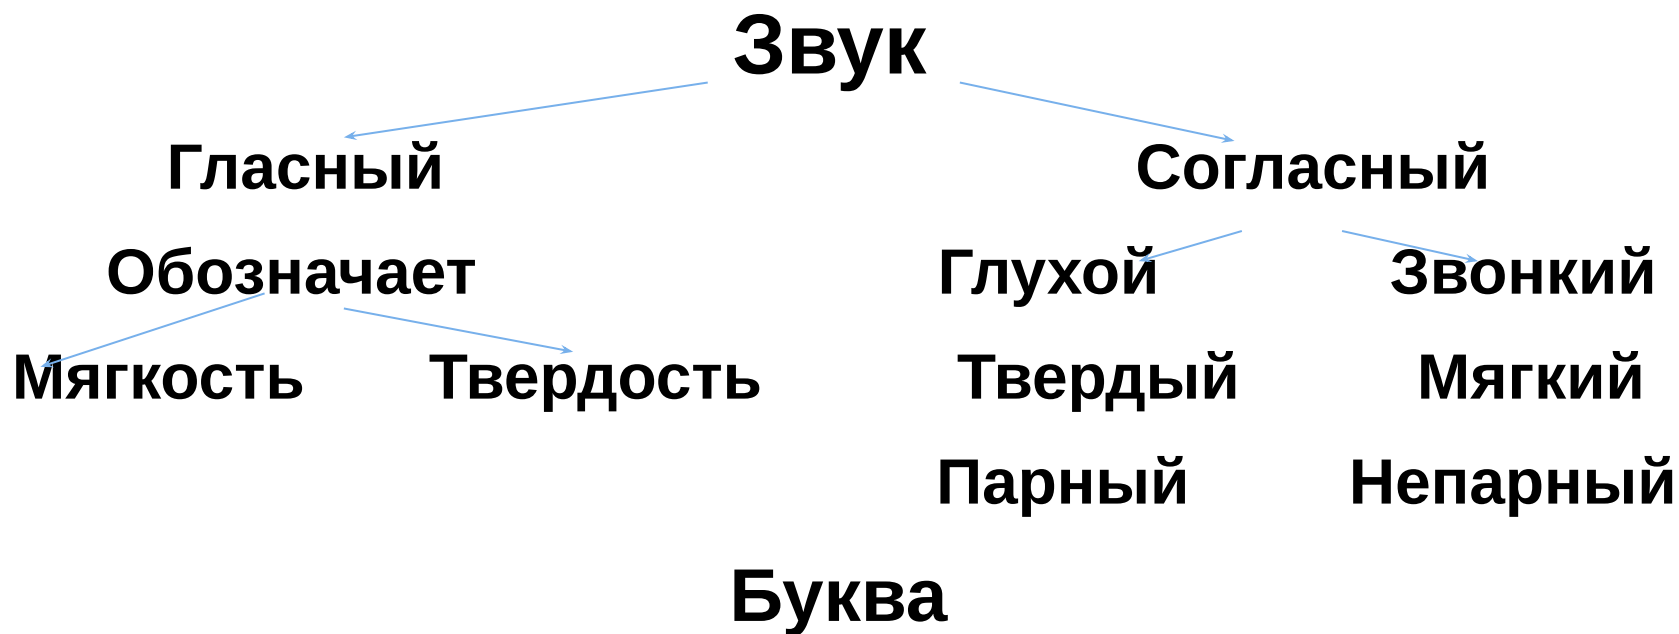 Звук
Гласный Согласный
Обозначает Глухой Звонкий
Мягкость Твердость Твердый Мягкий
Парный Непарный
Буква